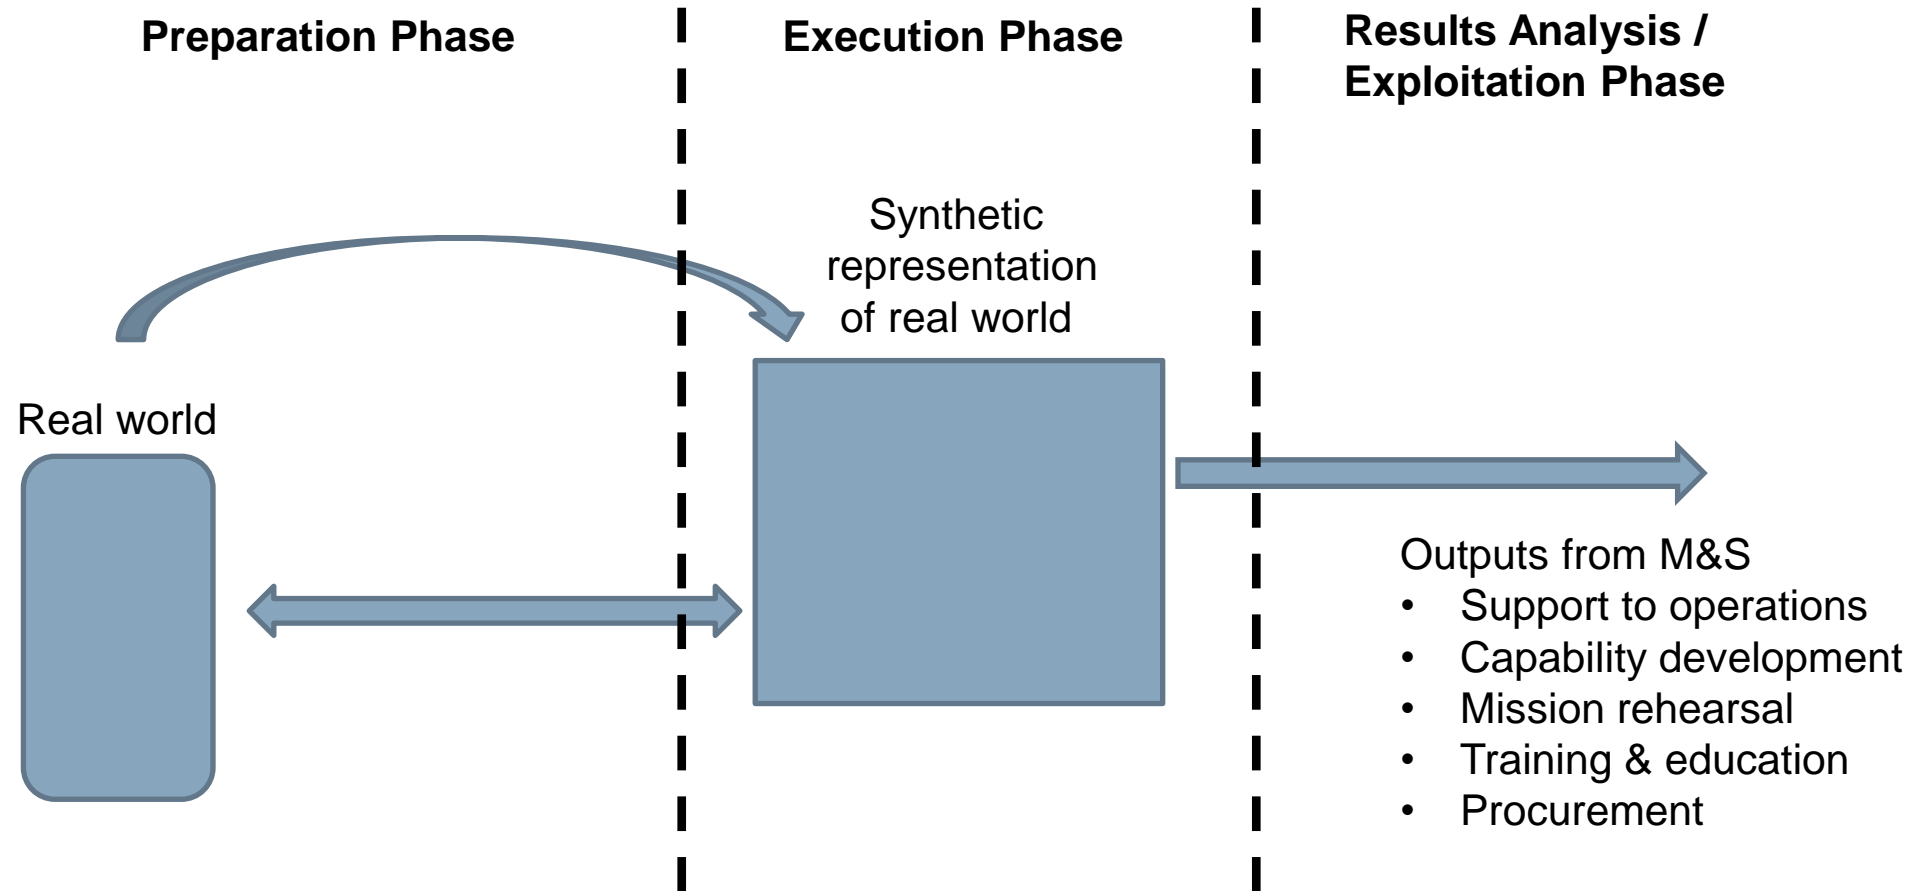 Preparation Phase
Execution Phase
Results Analysis /
Exploitation Phase
Synthetic
representation
of real world
Real world
Outputs from M&S
• Support to operations
• Capability development
• Mission rehearsal
• Training & education
• Procurement